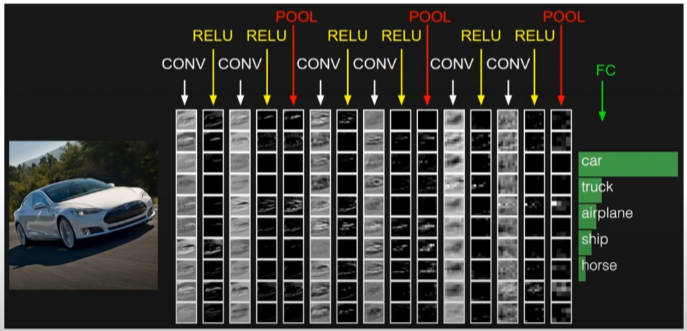 POOL POOL POOL
RELU RELU RELU RELU RELU RELU
CONV CONV CONV CONV CONV CONV
FC
car
truck
airplane
ship
horse